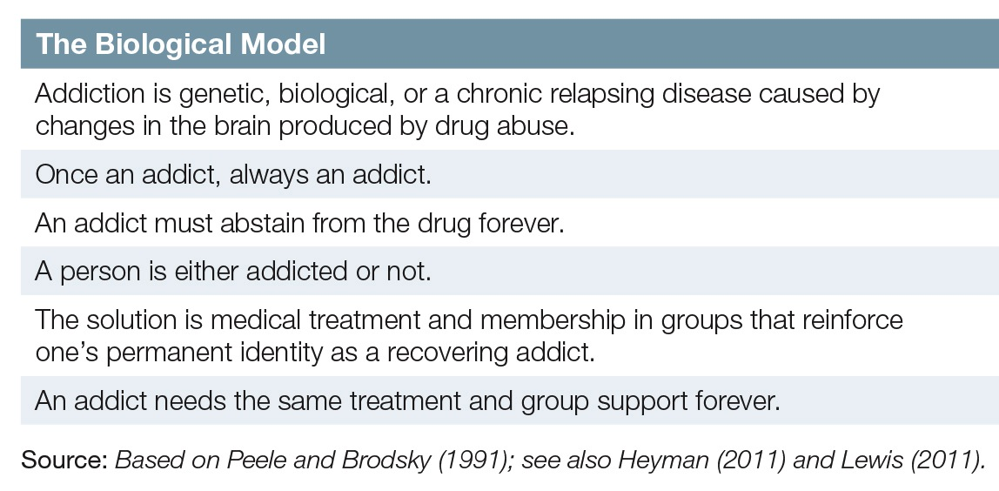 The Biological Model
Addiction is genetic, biological, or a chronic relapsing disease caused by
changes in the brain produced by drug abuse.
Once an addict, always an addict.
An addict must abstain from the drug forever.
A person is either addicted or not.
The solution is medical treatment and membership in groups that reinforce
one’s permanent identity as a recovering addict.
An addict needs the same treatment and group support forever.
Source: Based on Peele and Brodsky (1991); see also Heyman (2011) and Lewis (2011).